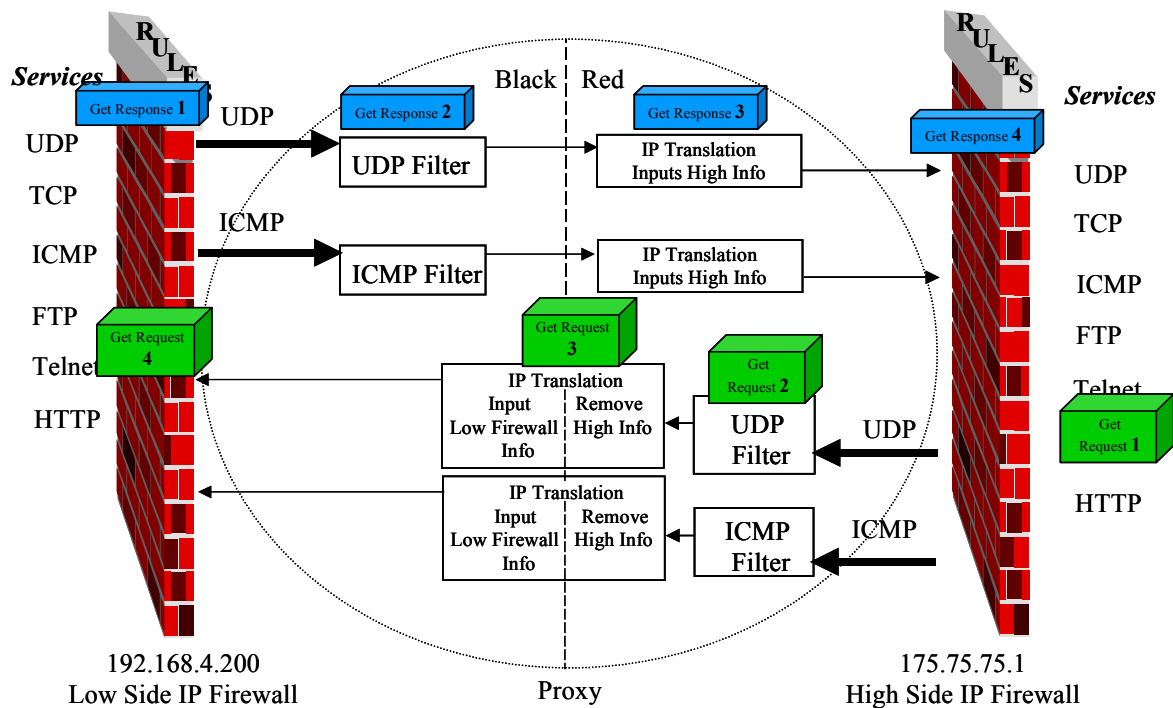 RULES
RULES
Services
Black
Red
Services
Get Response 1
Get Response 2
Get Response 3
Get Response 4
UDP
UDP
UDP Filter
IP Translation
Inputs High Info
UDP
TCP
TCP
ICMP
ICMP
ICMP Filter
IP Translation
Inputs High Info
ICMP
FTP
Get Request
4
Get Request
3
FTP
Telnet
Get
Request 2
Telnet
HTTP
IP Translation
Input
Low Firewall
Info
Remove
High Info
UDP
Filter
UDP
Get
Request 1
IP Translation
Input
Low Firewall
Info
Remove
High Info
ICMP
Filter
ICMP
HTTP
192.168.4.200
Low Side IP Firewall
Proxy
175.75.75.1
High Side IP Firewall